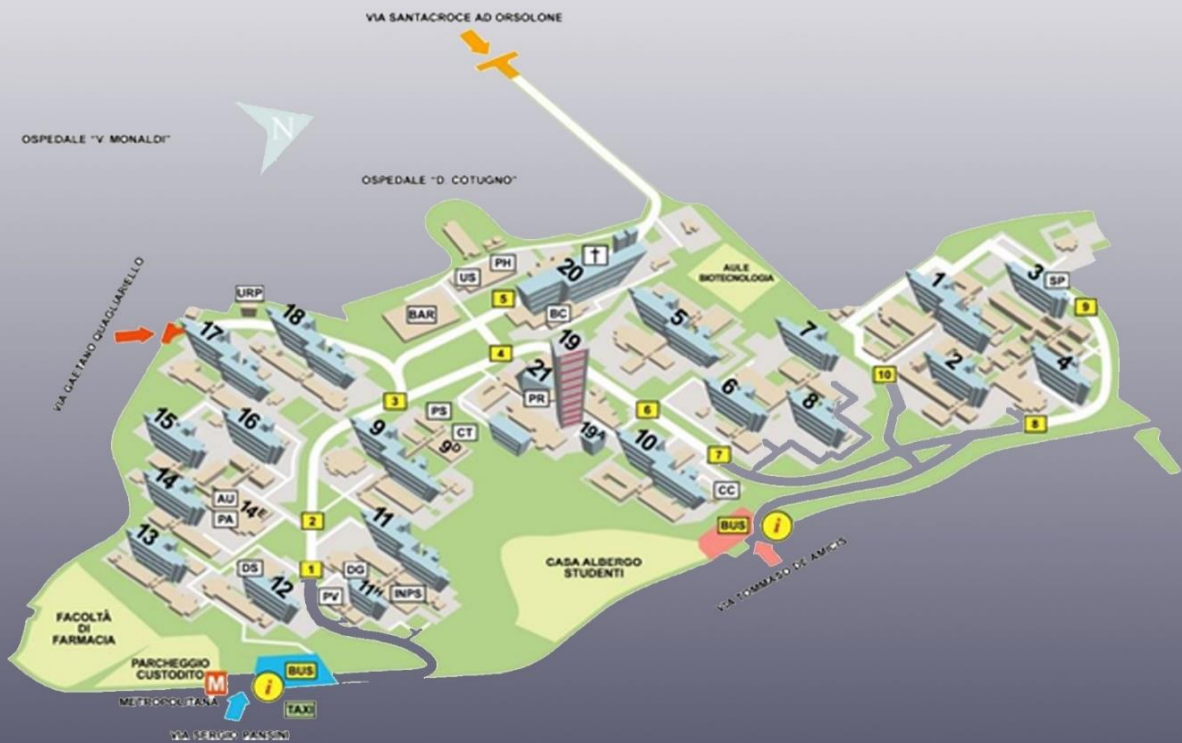 VIA SANTACROCE AD ORSOLONE
N
OSPEDALE "V. MONALDI"
OSPEDALE "D. COTUGNO"
VIA GAETANO QUAGLIARIELLO
URP
17
18
BAR
US
PH
5
20
BC
AULE
BIOTECNOLOGIA
5
7
1
3
SP
9
2
4
10
8
6
8
6
7
4
19
21
PR
19A
10
CC
3
PS
CT
9
9D
15
16
14
AU
14E
PA
2
11
13
DS
12
1
DG
PV
11H
INPS
BUS
i
VIA TOMMASO DE AMICIS
CASA ALBERGO
STUDENTI
FACOLTÀ
DI
FARMACIA
PARCHEGGIO
CUSTODITO
M
METROPOLITANA
i
BUS
TAXI
VIA SERGIO PANSINI